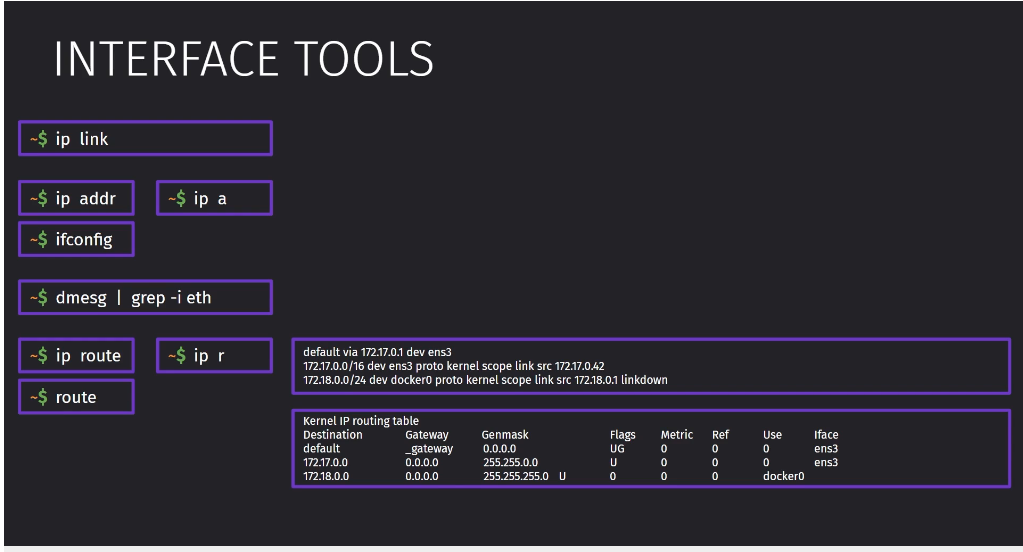 INTERFACE TOOLS
~$ ip link
~$ ip addr
~$ ip a
~$ ifconfig
~$ dmesg | grep -i eth
~$ ip route
~$ ip r
~$ route
default via 172.17.0.1 dev ens3
172.17.0.0/16 dev ens3 proto kernel scope link src 172.17.0.42
172.18.0.0/24 dev docker0 proto kernel scope link src 172.18.0.1 linkdown
Kernel IP routing table
Destination Gateway Genmask Flags Metric Ref Use Iface
default _gateway 0.0.0.0 UG 0 0 0 ens3
172.17.0.0 0.0.0.0 255.255.0.0 U 0 0 0 ens3
172.18.0.0 0.0.0.0 255.255.255.0 U 0 0 0 docker0